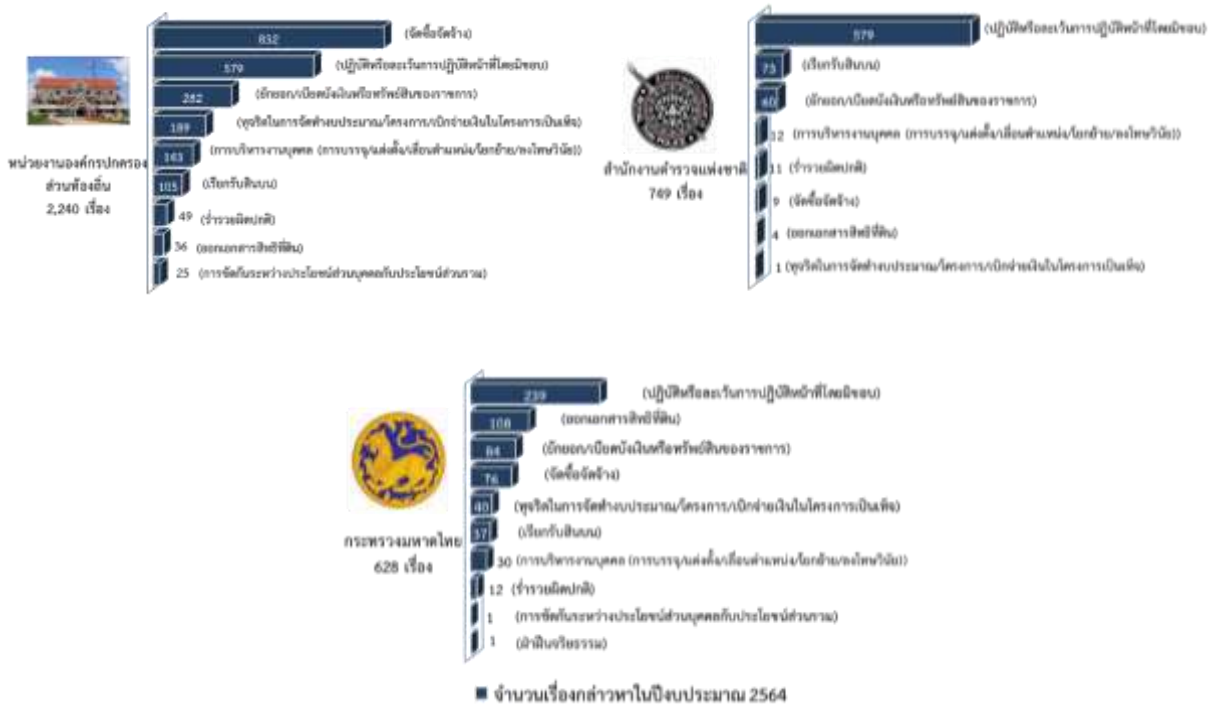 832 (จัดซื้อจัดจ้าง)
579 (ปฏิบัติหรือละเว้นการปฏิบัติหน้าที่โดยมิชอบ)
262 (ยักยอก/เบียดบังเงินหรือทรัพย์สินของราชการ)
189 (ทุจริตในการจัดทำงบประมาณ/โครงการ/เบิกจ่ายเงินในโครงการเป็นเท็จ)
163 (การบริหารงานบุคคล (การบรรจุ/แต่งตั้ง/เลื่อนตำแหน่ง/โยกย้าย/ลงโทษวินัย))
105 (เรียกรับสินบน)
49 (ร่ำรวยผิดปกติ)
36 (ออกเอกสารสิทธิที่ดิน)
25 (การขัดกันระหว่างประโยชน์ส่วนบุคคลกับประโยชน์ส่วนรวม)
หน่วยงานองค์กรปกครอง
ส่วนท้องถิ่น
2,240 เรื่อง
579 (ปฏิบัติหรือละเว้นการปฏิบัติหน้าที่โดยมิชอบ)
73 (เรียกรับสินบน)
60 (ยักยอก/เบียดบังเงินหรือทรัพย์สินของราชการ)
12 (การบริหารงานบุคคล (การบรรจุ/แต่งตั้ง/เลื่อนตำแหน่ง/โยกย้าย/ลงโทษวินัย))
11 (ร่ำรวยผิดปกติ)
9 (จัดซื้อจัดจ้าง)
4 (ออกเอกสารสิทธิที่ดิน)
1 (ทุจริตในการจัดทำงบประมาณ/โครงการ/เบิกจ่ายเงินในโครงการเป็นเท็จ)
สำนักงานตำรวจแห่งชาติ
749 เรื่อง
239 (ปฏิบัติหรือละเว้นการปฏิบัติหน้าที่โดยมิชอบ)
108 (ออกเอกสารสิทธิที่ดิน)
84 (ยักยอก/เบียดบังเงินหรือทรัพย์สินของราชการ)
76 (จัดซื้อจัดจ้าง)
40 (ทุจริตในการจัดทำงบประมาณ/โครงการ/เบิกจ่ายเงินในโครงการเป็นเท็จ)
37 (เรียกรับสินบน)
30 (การบริหารงานบุคคล (การบรรจุ/แต่งตั้ง/เลื่อนตำแหน่ง/โยกย้าย/ลงโทษวินัย))
12 (ร่ำรวยผิดปกติ)
1 (การขัดกันระหว่างประโยชน์ส่วนบุคคลกับประโยชน์ส่วนรวม)
1 (ฝ่าฝืนจริยธรรม)
กระทรวงมหาดไทย
628 เรื่อง
จำนวนเรื่องกล่าวหาในปีงบประมาณ 2564